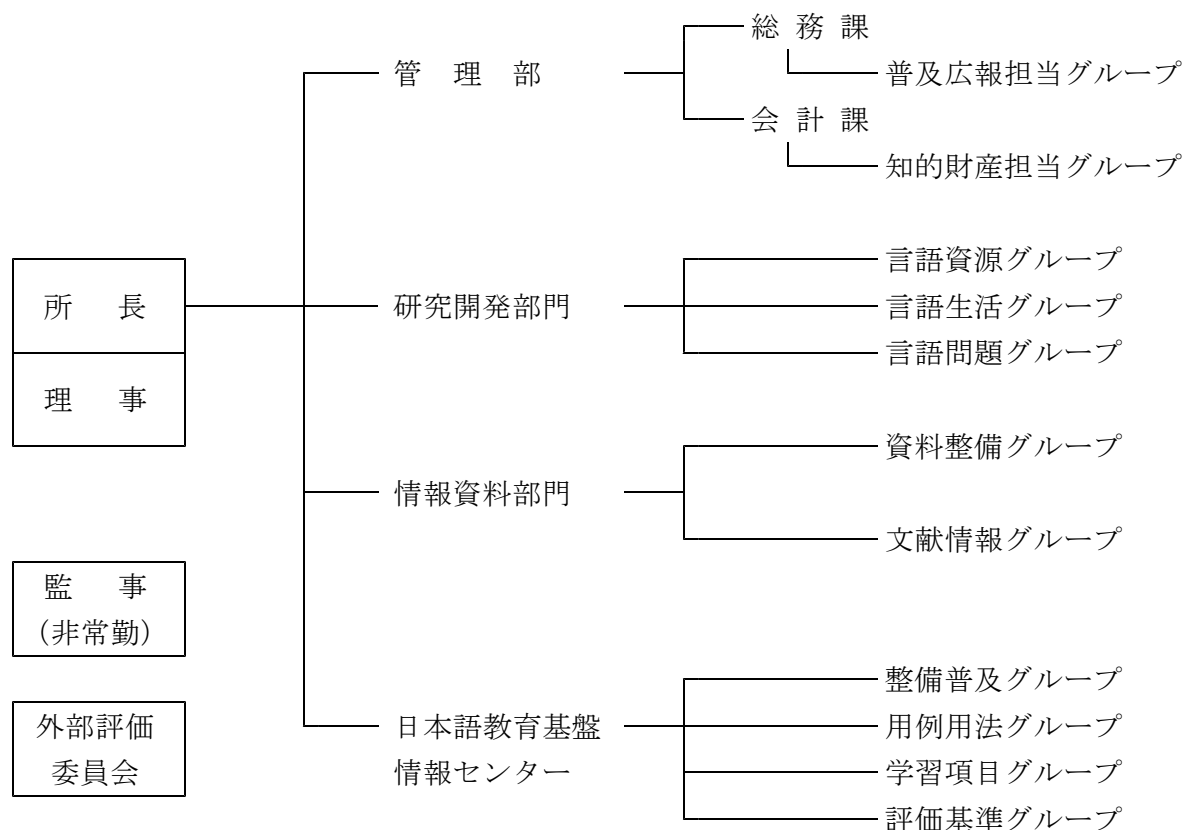 総 務 課
管 理 部
普及広報担当グループ
会 計 課
知的財産担当グループ
所 長
理 事
研究開発部門
言語資源グループ
言語生活グループ
言語問題グループ
情報資料部門
資料整備グループ
文献情報グループ
監 事
(非常勤)
外部評価
委員会
日本語教育基盤
情報センター
整備普及グループ
用例用法グループ
学習項目グループ
評価基準グループ